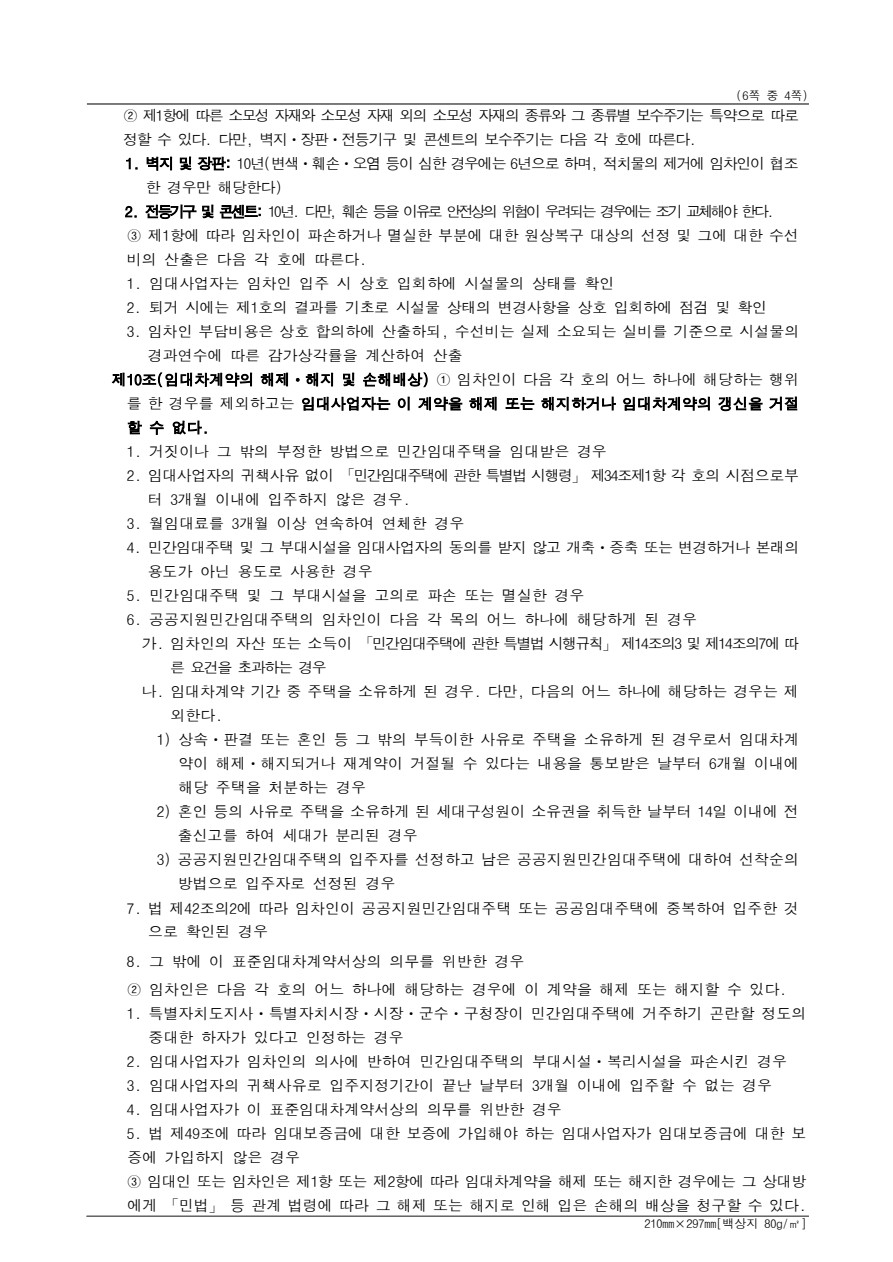 (6쪽 중 4쪽)
② 제1항에 따른 소모성 자재와 소모성 자재 외의 소모성 자재의 종류와 그 종류별 보수주기는 특약으로 따로
정할 수 있다. 다만, 벽지ㆍ장판ㆍ전등기구 및 콘센트의 보수주기는 다음 각 호에 따른다.
1. 벽지 및 장판: 10년(변색ㆍ훼손ㆍ오염 등이 심한 경우에는 6년으로 하며, 적치물의 제거에 임차인이 협조
한 경우만 해당한다)
2. 전등기구 및 콘센트: 10년. 다만, 훼손 등을 이유로 안전상의 위험이 우려되는 경우에는 조기 교체해야 한다.
③ 제1항에 따라 임차인이 파손하거나 멸실한 부분에 대한 원상복구 대상의 선정 및 그에 대한 수선
비의 산출은 다음 각 호에 따른다.
1. 임대사업자는 임차인 입주 시 상호 입회하에 시설물의 상태를 확인
2. 퇴거 시에는 제1호의 결과를 기초로 시설물 상태의 변경사항을 상호 입회하에 점검 및 확인
3. 임차인 부담비용은 상호 합의하에 산출하되, 수선비는 실제 소요되는 실비를 기준으로 시설물의
경과연수에 따른 감가상각률을 계산하여 산출
제10조(임대차계약의 해제ㆍ해지 및 손해배상) ① 임차인이 다음 각 호의 어느 하나에 해당하는 행위
를 한 경우를 제외하고는 임대사업자는 이 계약을 해제 또는 해지하거나 임대차계약의 갱신을 거절
할 수 없다.
1. 거짓이나 그 밖의 부정한 방법으로 민간임대주택을 임대받은 경우
2. 임대사업자의 귀책사유 없이 「민간임대주택에 관한 특별법 시행령」 제34조제1항 각 호의 시점으로부
터 3개월 이내에 입주하지 않은 경우.
3. 월임대료를 3개월 이상 연속하여 연체한 경우
4. 민간임대주택 및 그 부대시설을 임대사업자의 동의를 받지 않고 개축ㆍ증축 또는 변경하거나 본래의
용도가 아닌 용도로 사용한 경우
5. 민간임대주택 및 그 부대시설을 고의로 파손 또는 멸실한 경우
6. 공공지원민간임대주택의 임차인이 다음 각 목의 어느 하나에 해당하게 된 경우
가. 임차인의 자산 또는 소득이 「민간임대주택에 관한 특별법 시행규칙」 제14조의3 및 제14조의7에 따
른 요건을 초과하는 경우
나. 임대차계약 기간 중 주택을 소유하게 된 경우. 다만, 다음의 어느 하나에 해당하는 경우는 제
외한다.
1) 상속ㆍ판결 또는 혼인 등 그 밖의 부득이한 사유로 주택을 소유하게 된 경우로서 임대차계
약이 해제ㆍ해지되거나 재계약이 거절될 수 있다는 내용을 통보받은 날부터 6개월 이내에
해당 주택을 처분하는 경우
2) 혼인 등의 사유로 주택을 소유하게 된 세대구성원이 소유권을 취득한 날부터 14일 이내에 전
출신고를 하여 세대가 분리된 경우
3) 공공지원민간임대주택의 입주자를 선정하고 남은 공공지원민간임대주택에 대하여 선착순의
방법으로 입주자로 선정된 경우
7. 법 제42조의2에 따라 임차인이 공공지원민간임대주택 또는 공공임대주택에 중복하여 입주한 것
으로 확인된 경우
8. 그 밖에 이 표준임대차계약서상의 의무를 위반한 경우
② 임차인은 다음 각 호의 어느 하나에 해당하는 경우에 이 계약을 해제 또는 해지할 수 있다.
1. 특별자치도지사ㆍ특별자치시장ㆍ시장ㆍ군수ㆍ구청장이 민간임대주택에 거주하기 곤란할 정도의
중대한 하자가 있다고 인정하는 경우
2. 임대사업자가 임차인의 의사에 반하여 민간임대주택의 부대시설ㆍ복리시설을 파손시킨 경우
3. 임대사업자의 귀책사유로 입주지정기간이 끝난 날부터 3개월 이내에 입주할 수 없는 경우
4. 임대사업자가 이 표준임대차계약서상의 의무를 위반한 경우
5. 법 제49조에 따라 임대보증금에 대한 보증에 가입해야 하는 임대사업자가 임대보증금에 대한 보
증에 가입하지 않은 경우
③ 임대인 또는 임차인은 제1항 또는 제2항에 따라 임대차계약을 해제 또는 해지한 경우에는 그 상대방
에게 「민법」 등 관계 법령에 따라 그 해제 또는 해지로 인해 입은 손해의 배상을 청구할 수 있다.
210㎜×297㎜[백상지 80g/㎡]